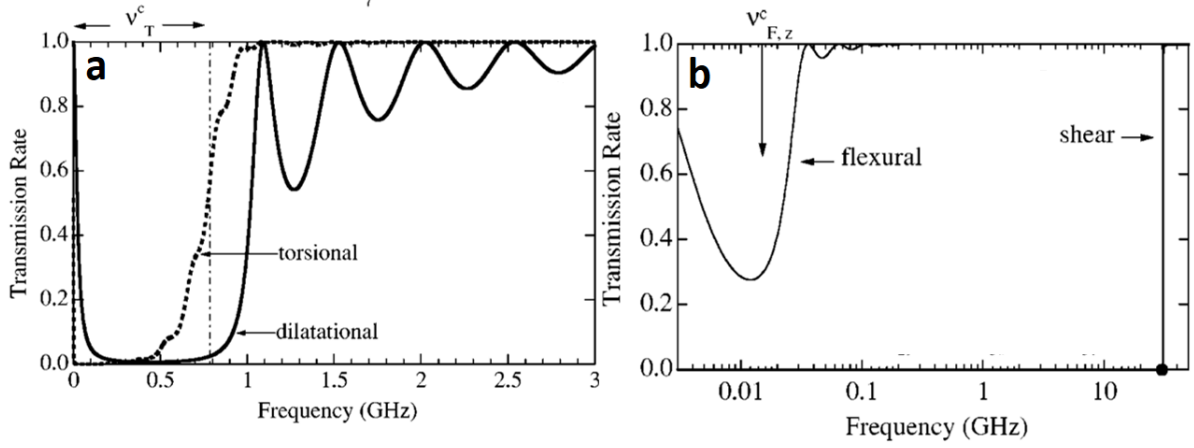 ν^c_T
a
Transmission Rate
1.0
0.8
0.6
0.4
0.2
0.0
torsional
dilatational
0
0.5
1
1.5
2
2.5
3
Frequency (GHz)
ν^c_F, z
b
Transmission Rate
1.0
0.8
0.6
0.4
0.2
0.0
shear
flexural
0.01
0.1
1
10
Frequency (GHz)